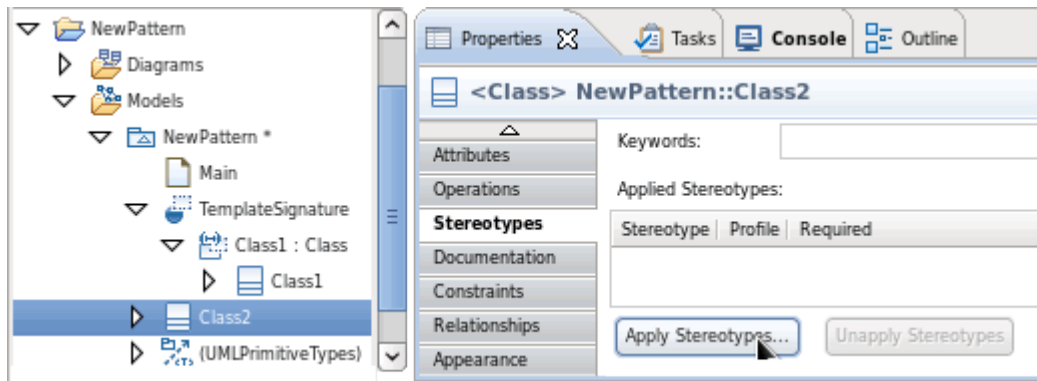 NewPattern
Diagrams
Models
NewPattern *
Main
TemplateSignature
Class1 : Class
Class1
Class2
(UMLPrimitiveTypes)
Properties Tasks Console Outline
<Class> NewPattern::Class2
Attributes
Operations
Stereotypes
Documentation
Constraints
Relationships
Appearance
Keywords:
Applied Stereotypes:
Stereotype Profile Required
Apply Stereotypes... Unapply Stereotypes